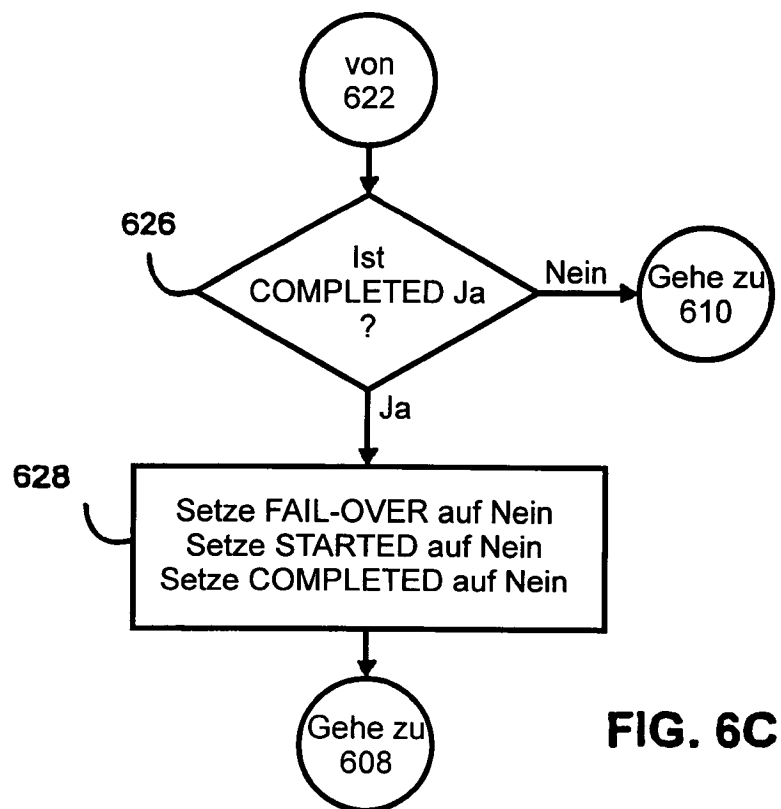 von
622
626
Ist
COMPLETED Ja
?
Nein
Gehe zu
610
Ja
628
Setze FAIL-OVER auf Nein
Setze STARTED auf Nein
Setze COMPLETED auf Nein
Gehe zu
608
FIG. 6C